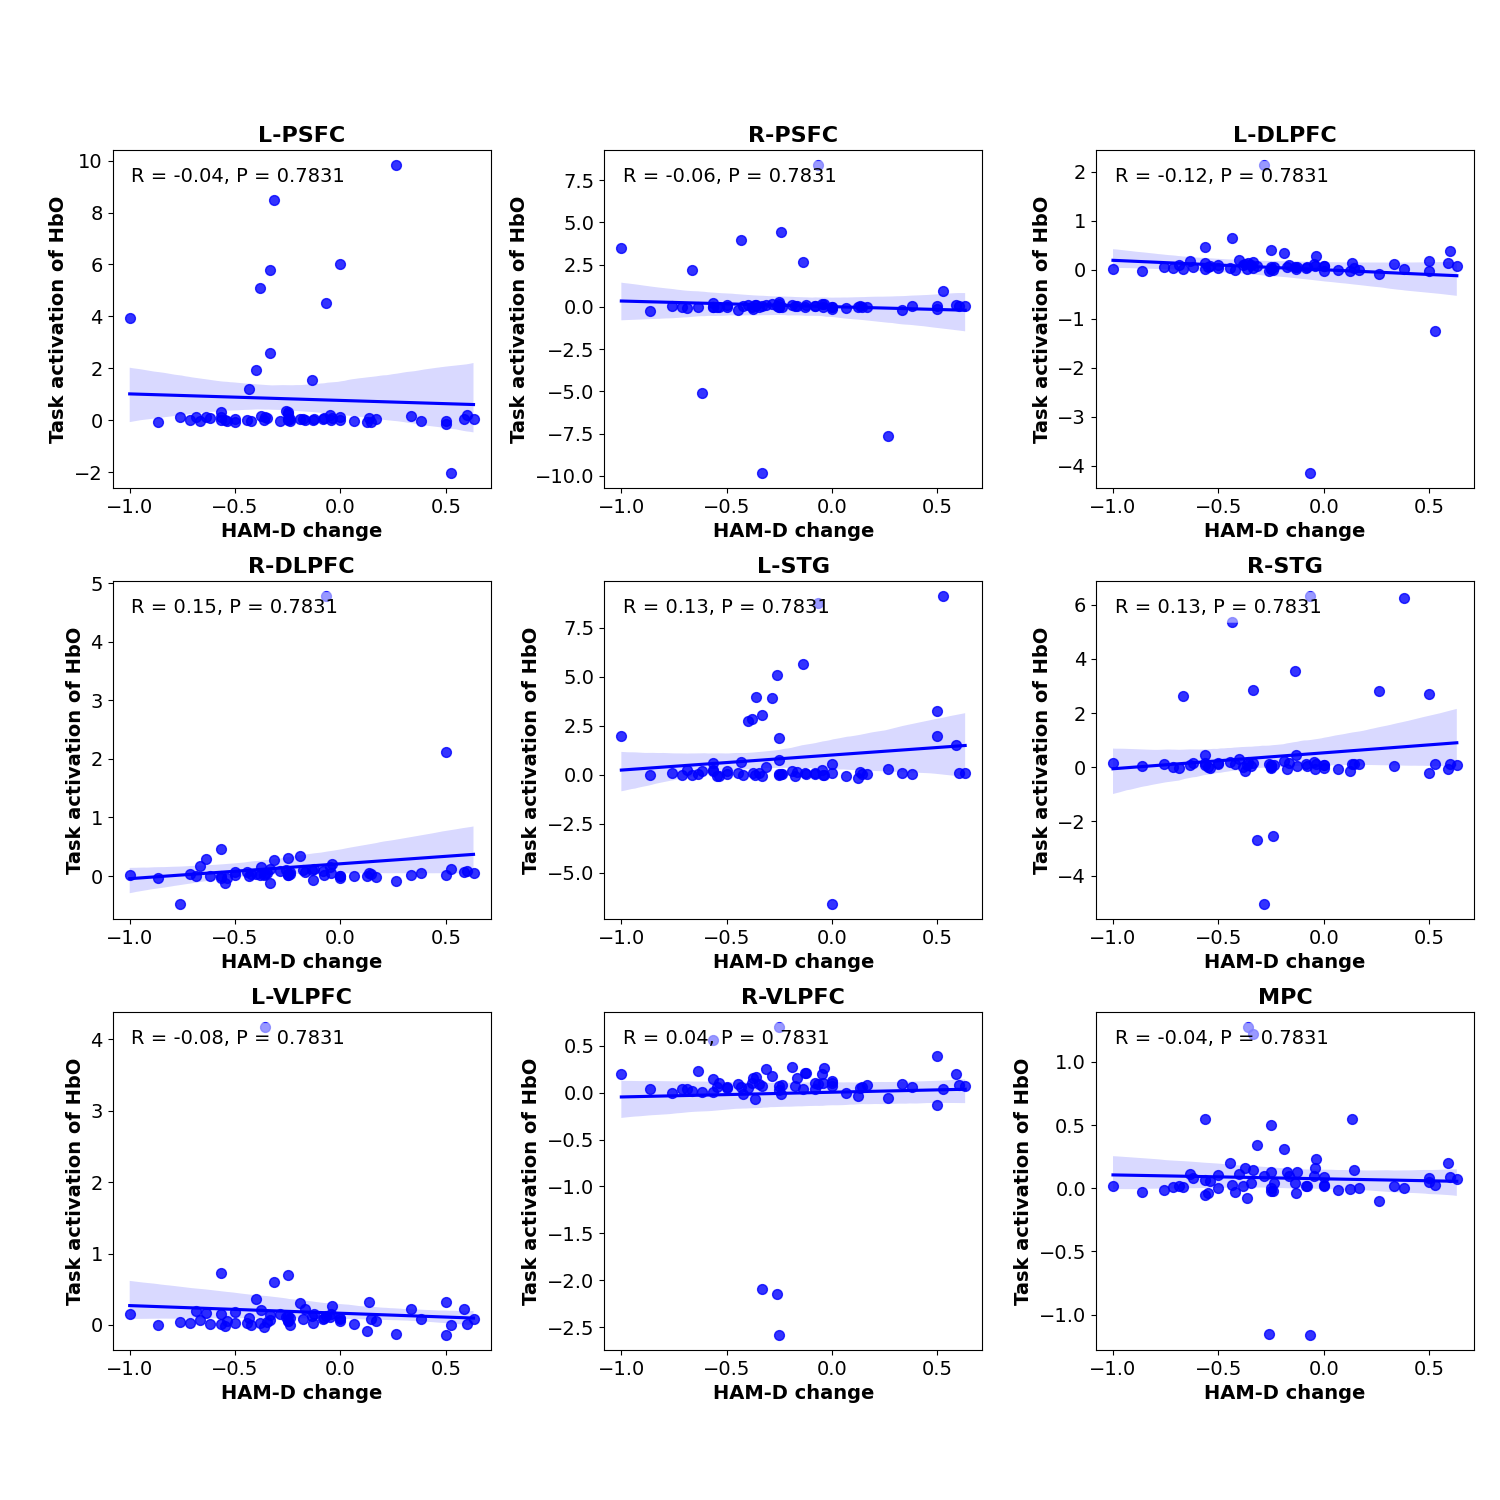 L-PSFC
R = -0.04, P = 0.7831
Task activation of HbO
10
8
6
4
2
0
−2
−1.0 −0.5 0.0 0.5
HAM-D change
R-PSFC
R = -0.06, P = 0.7831
Task activation of HbO
7.5
5.0
2.5
0.0
−2.5
−5.0
−7.5
−10.0
−1.0 −0.5 0.0 0.5
HAM-D change
L-DLPFC
R = -0.12, P = 0.7831
Task activation of HbO
2
1
0
−1
−2
−3
−4
−1.0 −0.5 0.0 0.5
HAM-D change
R-DLPFC
R = 0.15, P = 0.7831
Task activation of HbO
5
4
3
2
1
0
−1.0 −0.5 0.0 0.5
HAM-D change
L-STG
R = 0.13, P = 0.7831
Task activation of HbO
7.5
5.0
2.5
0.0
−2.5
−5.0
−1.0 −0.5 0.0 0.5
HAM-D change
R-STG
R = 0.13, P = 0.7831
Task activation of HbO
6
4
2
0
−2
−4
−1.0 −0.5 0.0 0.5
HAM-D change
L-VLPFC
R = -0.08, P = 0.7831
Task activation of HbO
4
3
2
1
0
−1.0 −0.5 0.0 0.5
HAM-D change
R-VLPFC
R = 0.04, P = 0.7831
Task activation of HbO
0.5
0.0
−0.5
−1.0
−1.5
−2.0
−2.5
−1.0 −0.5 0.0 0.5
HAM-D change
MPC
R = -0.04, P = 0.7831
Task activation of HbO
1.0
0.5
0.0
−0.5
−1.0
−1.0 −0.5 0.0 0.5
HAM-D change